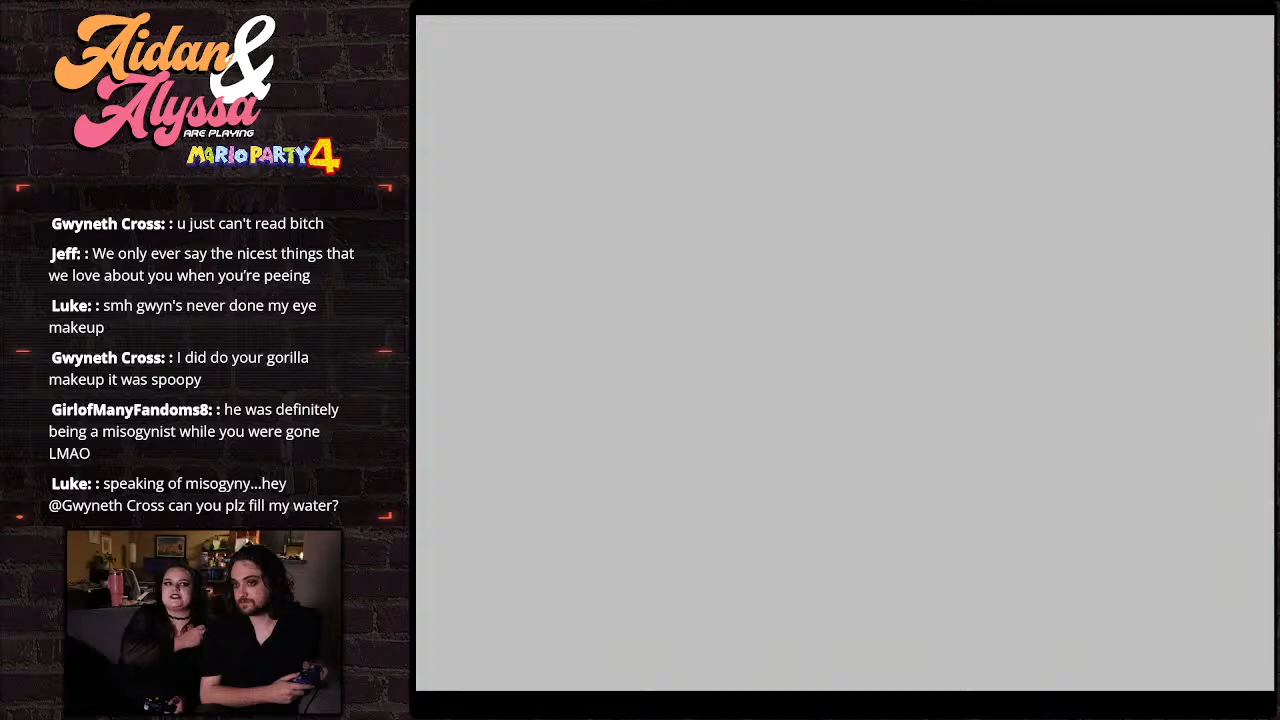 Aidan &
Alyssa
ARE PLAYING
MARIO PARTY 4
Gwyneth Cross: : u just can't read bitch
Jeff: : We only ever say the nicest things that
we love about you when you're peeing
Luke: : smh gwyn's never done my eye
makeup
Gwyneth Cross: : I did do your gorilla
makeup it was spoopy
GirlofManyFandoms8: : he was definitely
being a misogynist while you were gone
LMAO
Luke: : speaking of misogyny...hey
@Gwyneth Cross can you plz fill my water?